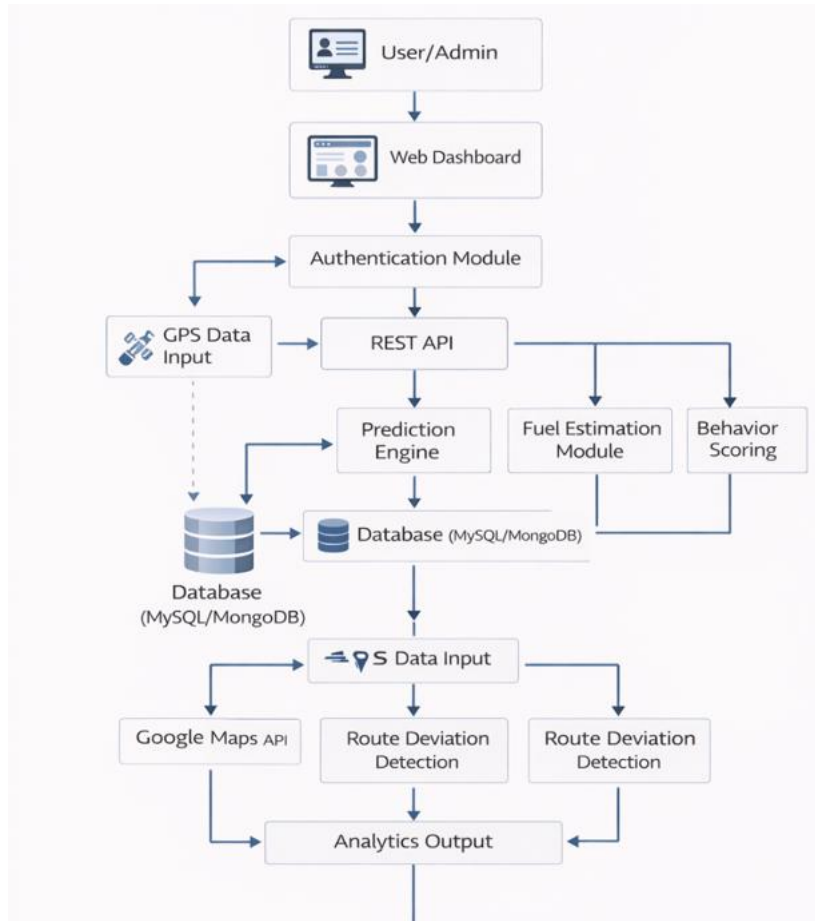 User/Admin
Web Dashboard
Authentication Module
GPS Data
Input
REST API
Prediction
Engine
Fuel Estimation
Module
Behavior
Scoring
Database (MySQL/MongoDB)
Database
(MySQL/MongoDB)
S Data Input
Google Maps API
Route Deviation
Detection
Route Deviation
Detection
Analytics Output